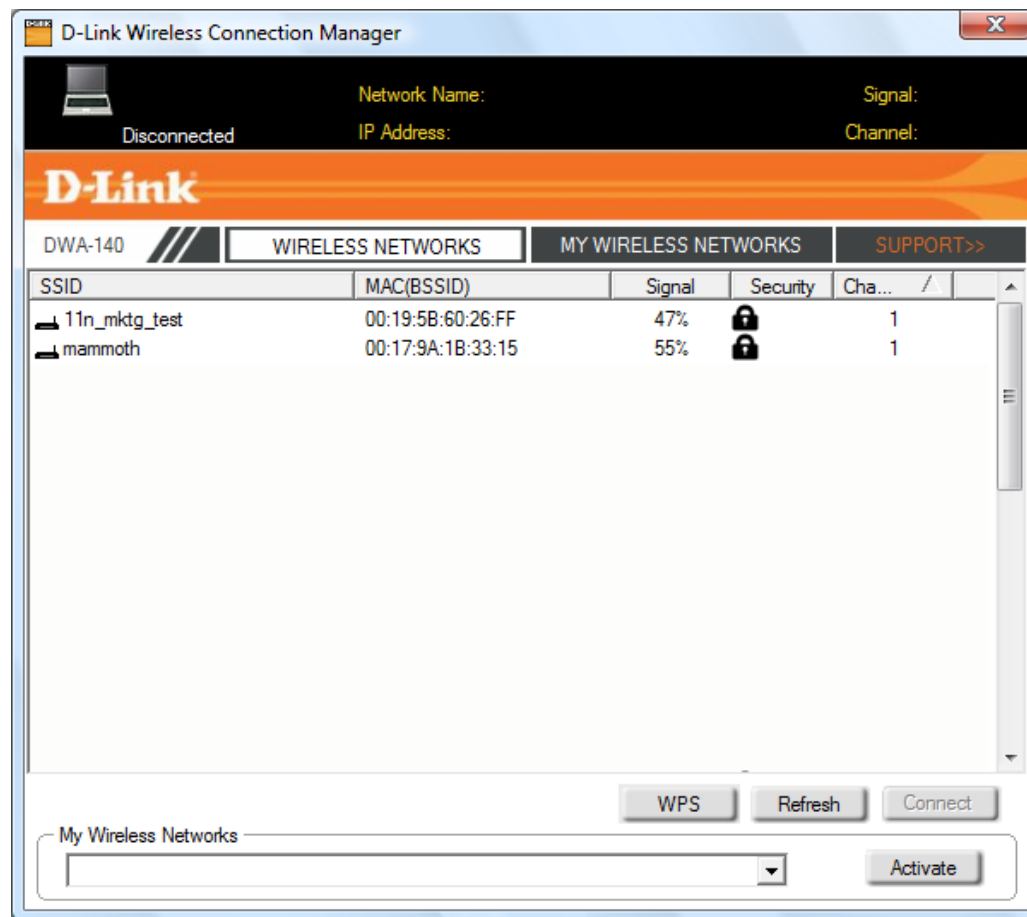 D-Link Wireless Connection Manager
Network Name: Signal:
Disconnected IP Address: Channel:
D-Link
DWA-140 WIRELESS NETWORKS MY WIRELESS NETWORKS SUPPORT>>
SSID MAC(BSSID) Signal Security Cha...
11n_mktg_test 00:19:5B:60:26:FF 47% 1
mammoth 00:17:9A:1B:33:15 55% 1
WPS Refresh Connect
My Wireless Networks
Activate